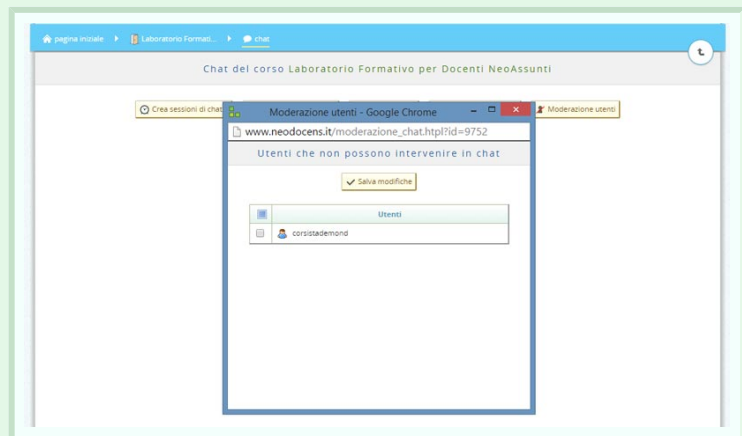 pagina iniziale Laboratorio Formati... chat
Chat del corso Laboratorio Formativo per Docenti NeoAssunti
Crea sessioni di chat
Moderazione utenti
Moderazione utenti - Google Chrome
www.neodocens.it/moderazione_chat.htpl?id=9752
Utenti che non possono intervenire in chat
Salva modifiche
Utenti
corsistademond